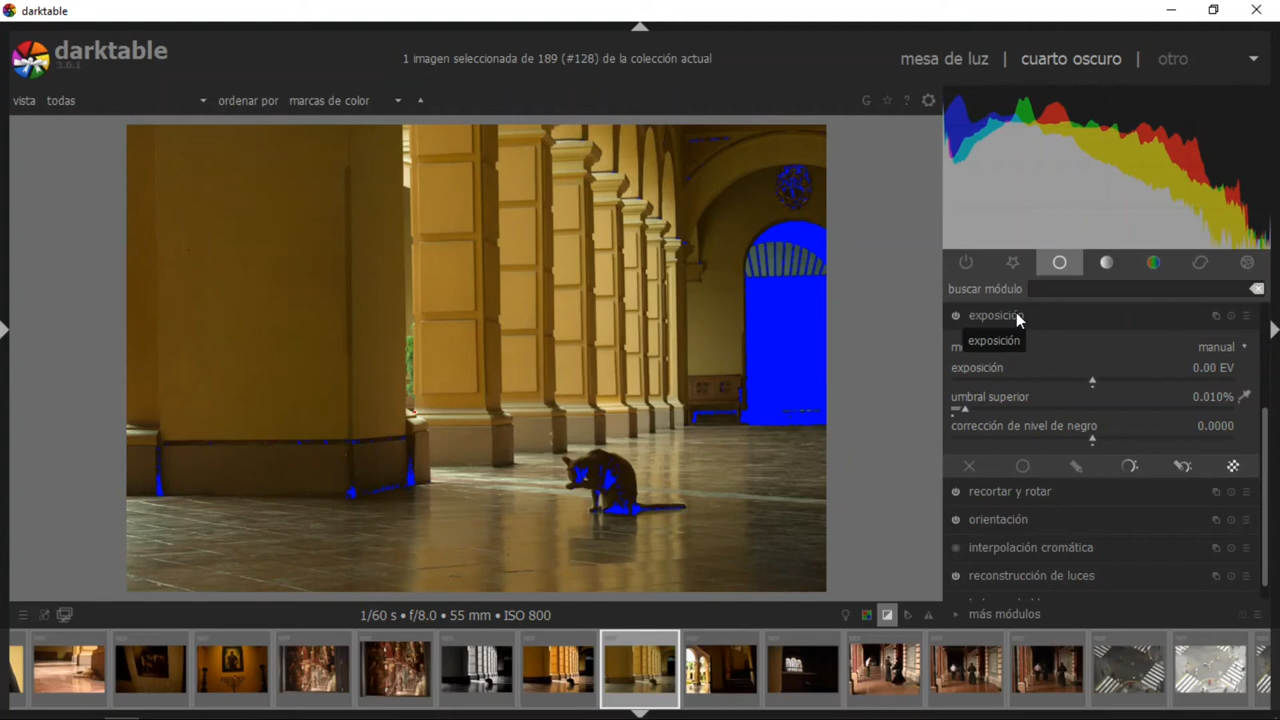 darktable
darktable
3.0.1
1 imagen seleccionada de 189 (#128) de la colección actual
mesa de luz | cuarto oscuro | otro
vista todas ordenar por marcas de color
G ☆ ?
buscar módulo
exposición
exposición
manual
exposición 0.00 EV
umbral superior 0.010%
corrección de nivel de negro 0.0000
recortar y rotar
orientación
interpolación cromática
reconstrucción de luces
1/60 s • f/8.0 • 55 mm • ISO 800
más módulos